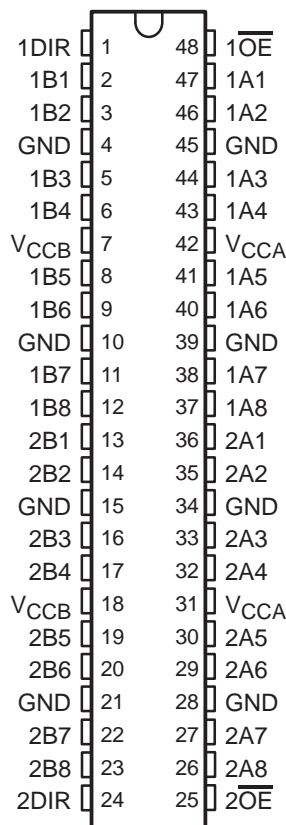 1DIR 1 48 1O̅E̅
1B1 2 47 1A1
1B2 3 46 1A2
GND 4 45 GND
1B3 5 44 1A3
1B4 6 43 1A4
VCCB 7 42 VCCA
1B5 8 41 1A5
1B6 9 40 1A6
GND 10 39 GND
1B7 11 38 1A7
1B8 12 37 1A8
2B1 13 36 2A1
2B2 14 35 2A2
GND 15 34 GND
2B3 16 33 2A3
2B4 17 32 2A4
VCCB 18 31 VCCA
2B5 19 30 2A5
2B6 20 29 2A6
GND 21 28 GND
2B7 22 27 2A7
2B8 23 26 2A8
2DIR 24 25 2O̅E̅